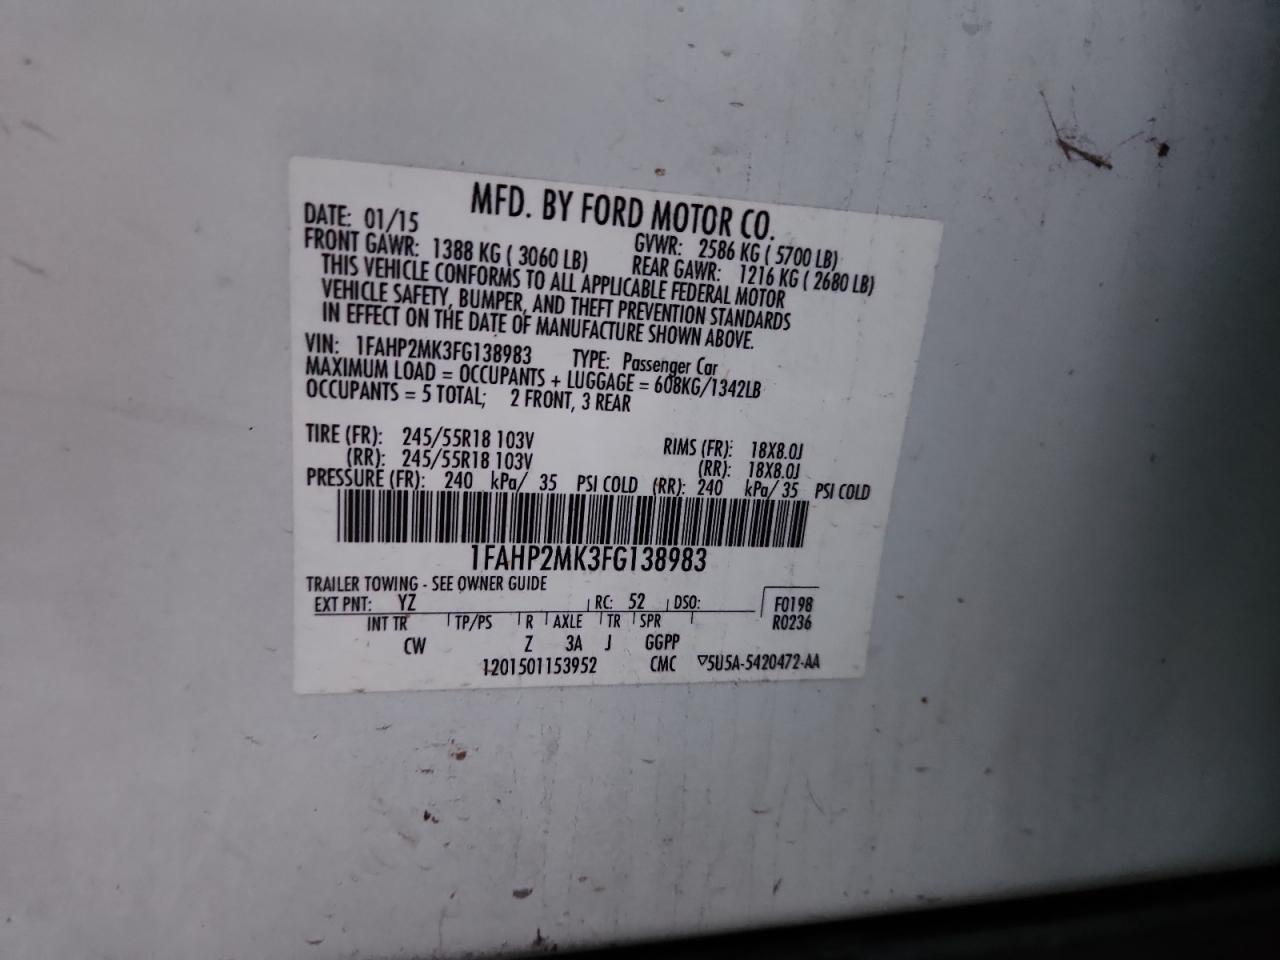 MFD. BY FORD MOTOR CO.
DATE: 01/15 GVWR: 2586 KG ( 5700 LB)
FRONT GAWR: 1388 KG ( 3060 LB) REAR GAWR: 1216 KG ( 2680 LB)
THIS VEHICLE CONFORMS TO ALL APPLICABLE FEDERAL MOTOR
VEHICLE SAFETY, BUMPER, AND THEFT PREVENTION STANDARDS
IN EFFECT ON THE DATE OF MANUFACTURE SHOWN ABOVE.
VIN: 1FAHP2MK3FG138983 TYPE: Passenger Car
MAXIMUM LOAD = OCCUPANTS + LUGGAGE = 608KG/1342LB
OCCUPANTS = 5 TOTAL; 2 FRONT, 3 REAR
TIRE (FR): 245/55R18 103V RIMS (FR): 18X8.0J
(RR): 245/55R18 103V (RR): 18X8.0J
PRESSURE (FR): 240 kPa/ 35 PSI COLD (RR): 240 kPa/ 35 PSI COLD
1FAHP2MK3FG138983
TRAILER TOWING - SEE OWNER GUIDE
EXT PNT: YZ RC: 52 DSO: F0198
INT TR TP/PS R AXLE TR SPR R0236
CW Z 3A J GGPP
1201501153952 CMC ▽5U5A-5420472-AA